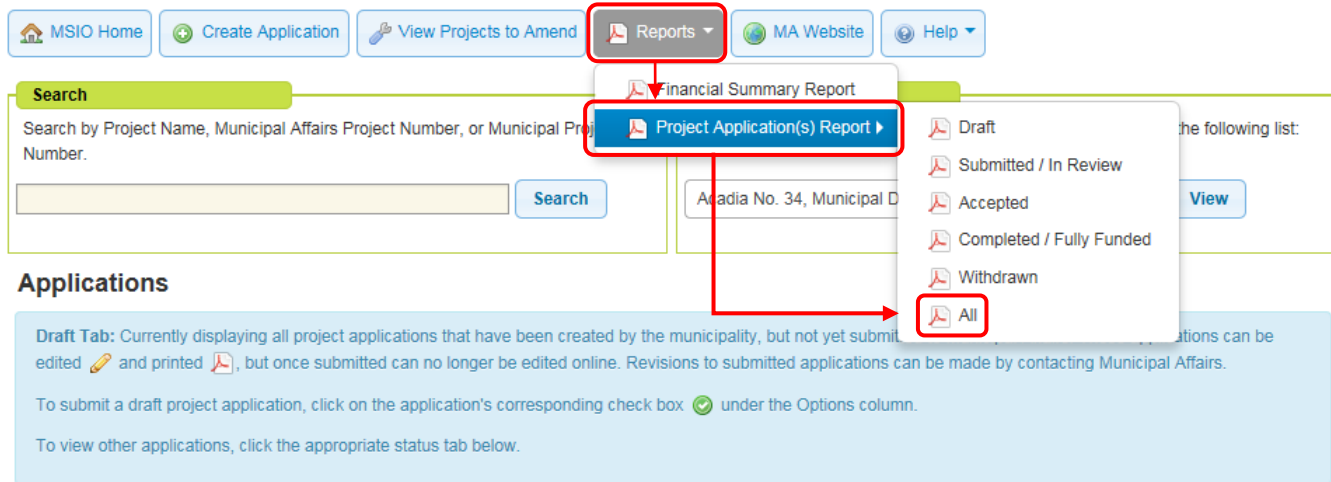 MSIO Home Create Application View Projects to Amend Reports MA Website Help
Search
Financial Summary Report
Search by Project Name, Municipal Affairs Project Number, or Municipal Proj
Number.
Project Application(s) Report
Draft
the following list:
Submitted / In Review
Search
Acadia No. 34, Municipal D
Accepted
View
Completed / Fully Funded
Withdrawn
All
Applications
Draft Tab: Currently displaying all project applications that have been created by the municipality, but not yet submit
ations can be
edited and printed , but once submitted can no longer be edited online. Revisions to submitted applications can be made by contacting Municipal Affairs.
To submit a draft project application, click on the application's corresponding check box under the Options column.
To view other applications, click the appropriate status tab below.